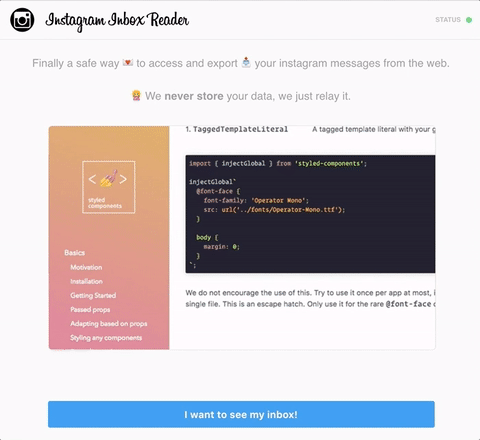 Instagram Inbox Reader
STATUS
Finally a safe way 💌 to access and export 📩 your instagram messages from the web.
We never store your data, we just relay it.
1. TaggedTemplateLiteral A tagged template literal with your g
< 💅 >
styled
components
Basics
Motivation
Installation
Getting Started
Passed props
Adapting based on props
Styling any components
import { injectGlobal } from 'styled-components';
injectGlobal`
@font-face {
font-family: 'Operator Mono';
src: url('../fonts/Operator-Mono.ttf');
}
body {
margin: 0;
}
`;
We do not encourage the use of this. Try to use it once per app at most, i
single file. This is an escape hatch. Only use it for the rare @font-face
I want to see my inbox!